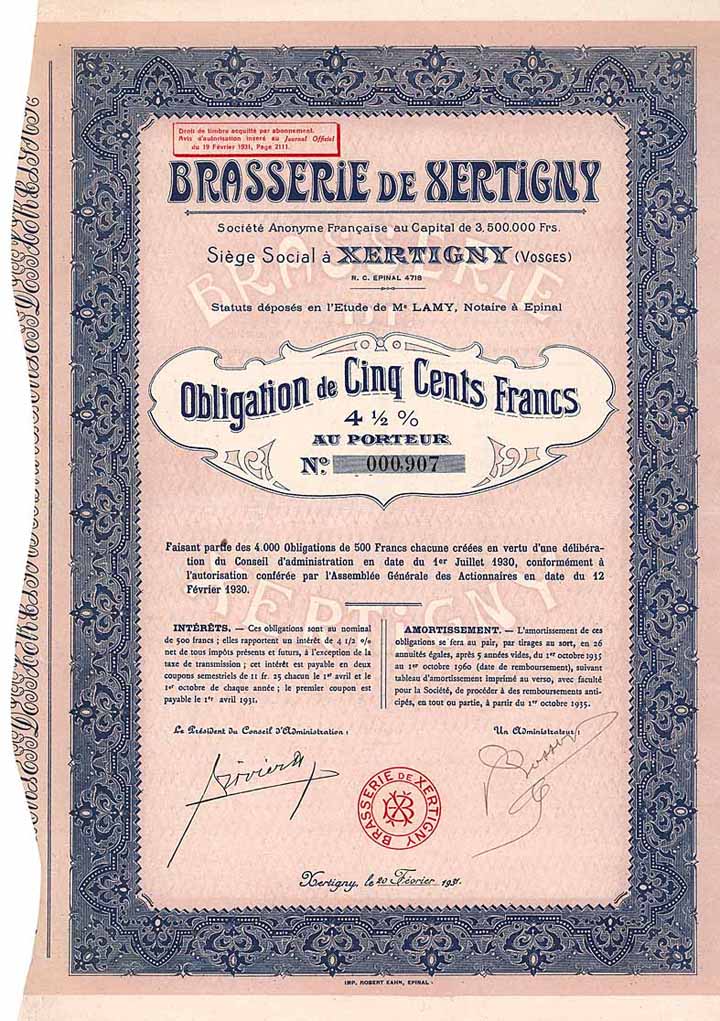 Droit de timbre acquitté par abonnement.
Avis d'autorisation inséré au Journal Officiel
du 19 Février 1931, Page 2111.
BRASSERIE DE XERTIGNY
Société Anonyme Française au Capital de 3.500.000 Frs.
Siège Social à XERTIGNY (VOSGES)
R. C. EPINAL 4718
Statuts déposés en l'Etude de Me LAMY, Notaire à Epinal
BRASSERIE
Obligation de Cinq Cents Francs
4 ½ %
AU PORTEUR
No 000,907
Faisant partie des 4.000 Obligations de 500 Francs chacune créées en vertu d'une délibéra-
tion du Conseil d'administration en date du 1er Juillet 1930, conformément à
l'autorisation conférée par l'Assemblée Générale des Actionnaires en date du 12
Février 1930.
XERTIGNY
INTÉRÊTS. — Ces obligations sont au nominal
de 500 francs ; elles rapportent un intérêt de 4 1/2 %
net de tous impôts présents et futurs, à l'exception de la
taxe de transmission ; cet intérêt est payable en deux
coupons semestriels de 11 fr. 25 chacun le 1er avril et le
1er octobre de chaque année ; le premier coupon est
payable le 1er avril 1931.
AMORTISSEMENT. — L'amortissement de ces
obligations se fera au pair, par tirages au sort, en 26
annuités égales, après 5 années vides, du 1er octobre 1935
au 1er octobre 1960 (date de remboursement), suivant
tableau d'amortissement imprimé au verso, avec faculté
pour la Société, de procéder à des remboursements antici-
cipés, en tout ou partie, à partir du 1er octobre 1935.
Le Président du Conseil d'Administration :
Un Administrateur :
BRASSERIE DE XERTIGNY
Xertigny, le 20 Février 1931.
IMP. ROBERT KAHN, EPINAL